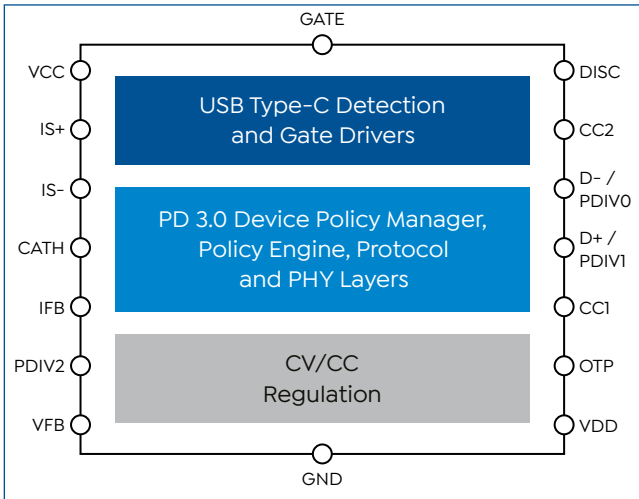 GATE
VCC
IS+
IS-
CATH
IFB
PDIV2
VFB
USB Type-C Detection
and Gate Drivers
PD 3.0 Device Policy Manager,
Policy Engine, Protocol
and PHY Layers
CV/CC
Regulation
DISC
CC2
D- /
PDIV0
D+ /
PDIV1
CC1
OTP
VDD
GND